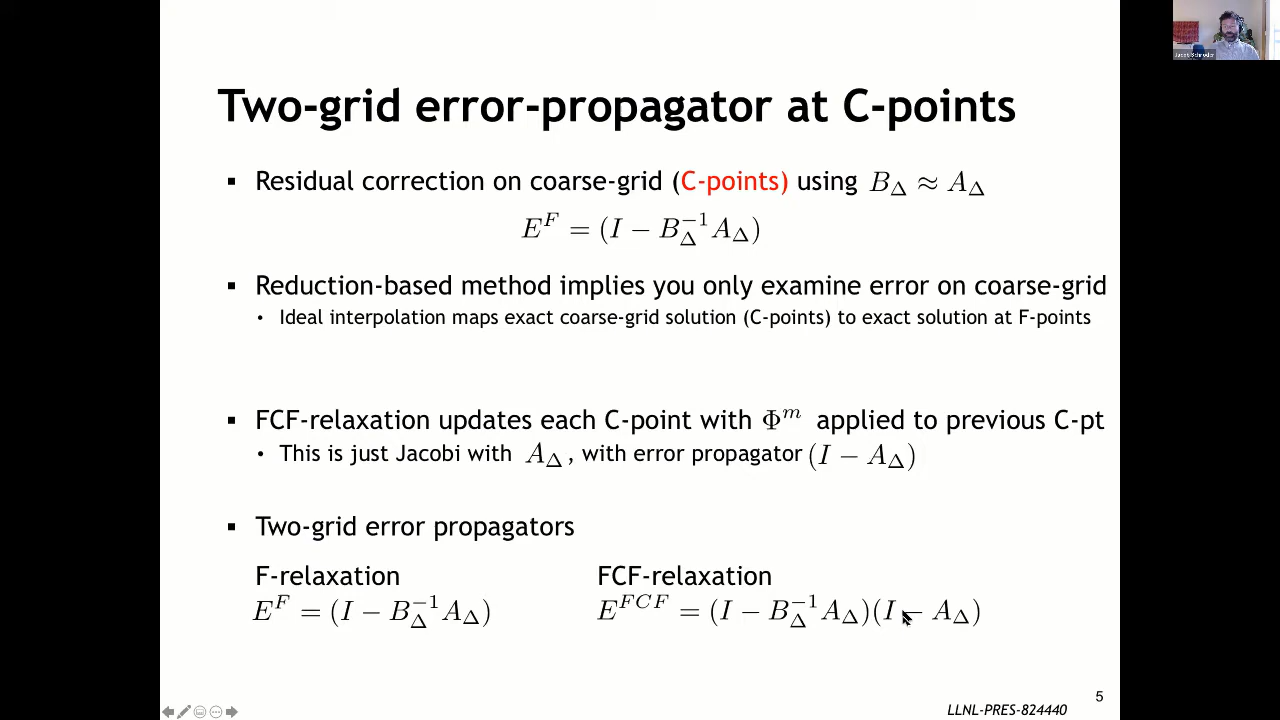 Jacob Schroder
Two-grid error-propagator at C-points
▪ Residual correction on coarse-grid (C-points) using B_Δ ≈ A_Δ
E^F = (I − B_Δ^{−1} A_Δ)
▪ Reduction-based method implies you only examine error on coarse-grid
• Ideal interpolation maps exact coarse-grid solution (C-points) to exact solution at F-points
▪ FCF-relaxation updates each C-point with Φ^m applied to previous C-pt
• This is just Jacobi with A_Δ, with error propagator (I − A_Δ)
▪ Two-grid error propagators
F-relaxation FCF-relaxation
E^F = (I − B_Δ^{−1} A_Δ) E^{FCF} = (I − B_Δ^{−1} A_Δ)(I − A_Δ)
5
LLNL-PRES-824440